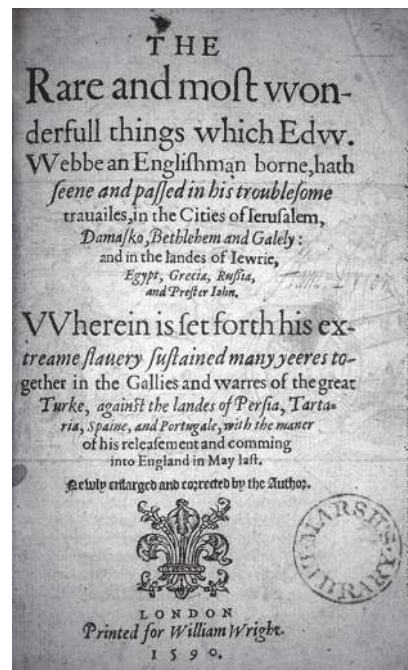 THE
Rare and moſt vvon-
derfull things which Edvv.
VVebbe an Engliſhman borne, hath
ſeene and paſſed in his troubleſome
trauailes, in the Cities of Ieruſalem,
Damaſko, Bethlehem and Galely:
and in the landes of Iewrie,
Egypt, Grecia, Ruſsia,
and Preſter Iohn.
VVherein is ſet forth his ex-
treame ſlauery ſuſtained many yeeres to-
gether in the Gallies and warres of the great
Turke, againſt the landes of Perſia, Tarta-
ria, Spaine, and Portugale, with the maner
of his releaſement and comming
into England in May laſt.
Newly enlarged and corrected by the Author.
MARSH'S LIBRARY
LONDON
Printed for William Wright.
1590.